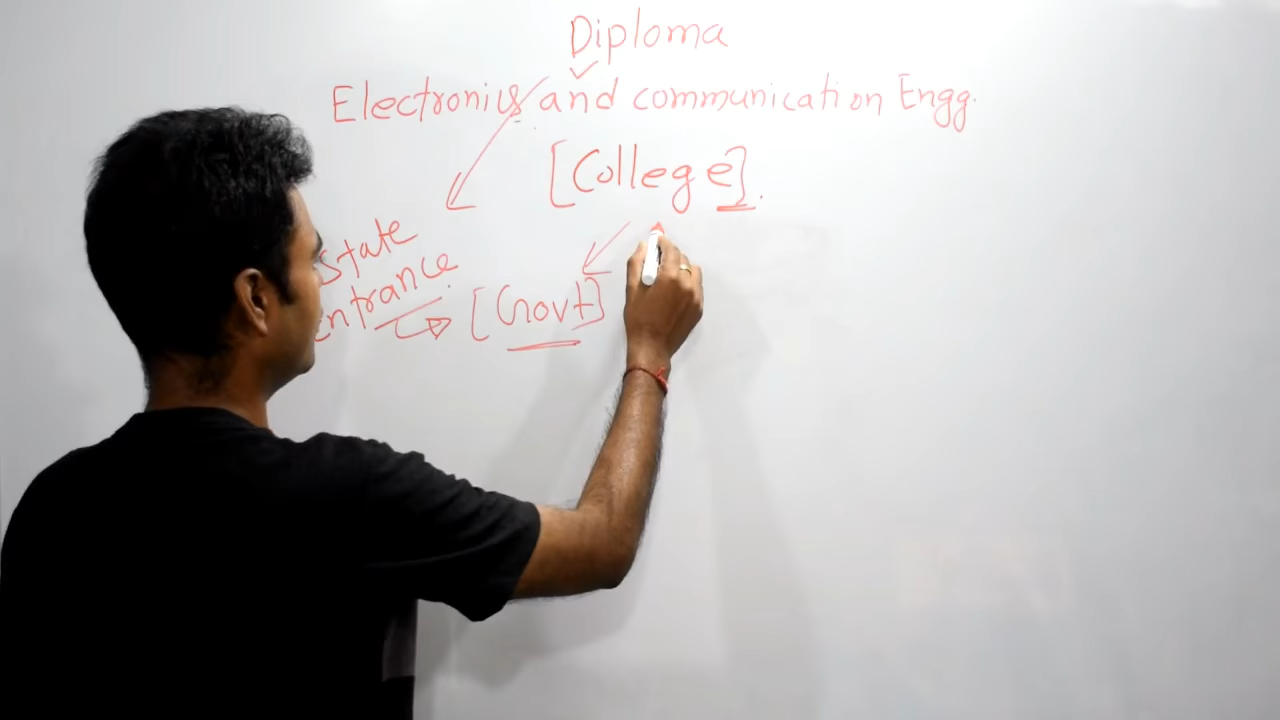 Diploma
Electronics and communication Engg.
[College].
State
Entrance
[Govt]